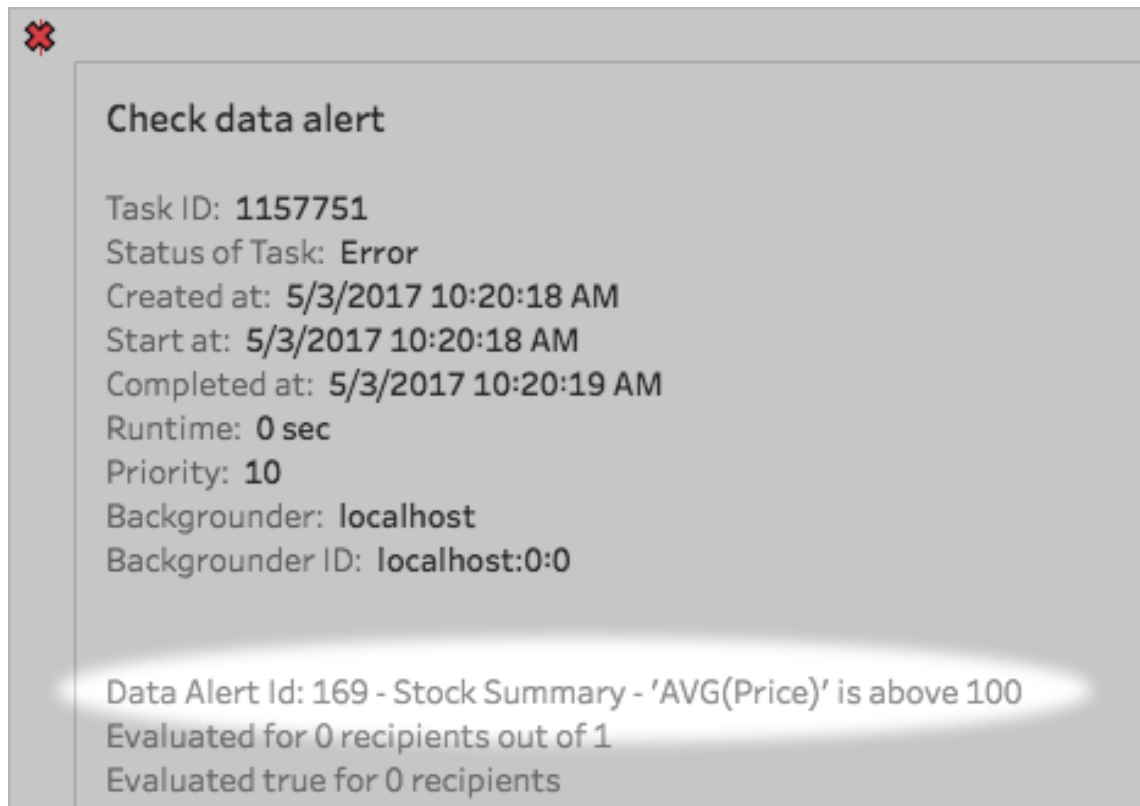 Check data alert
Task ID: 1157751
Status of Task: Error
Created at: 5/3/2017 10:20:18 AM
Start at: 5/3/2017 10:20:18 AM
Completed at: 5/3/2017 10:20:19 AM
Runtime: 0 sec
Priority: 10
Backgrounder: localhost
Backgrounder ID: localhost:0:0
Data Alert Id: 169 - Stock Summary - 'AVG(Price)' is above 100
Evaluated for 0 recipients out of 1
Evaluated true for 0 recipients